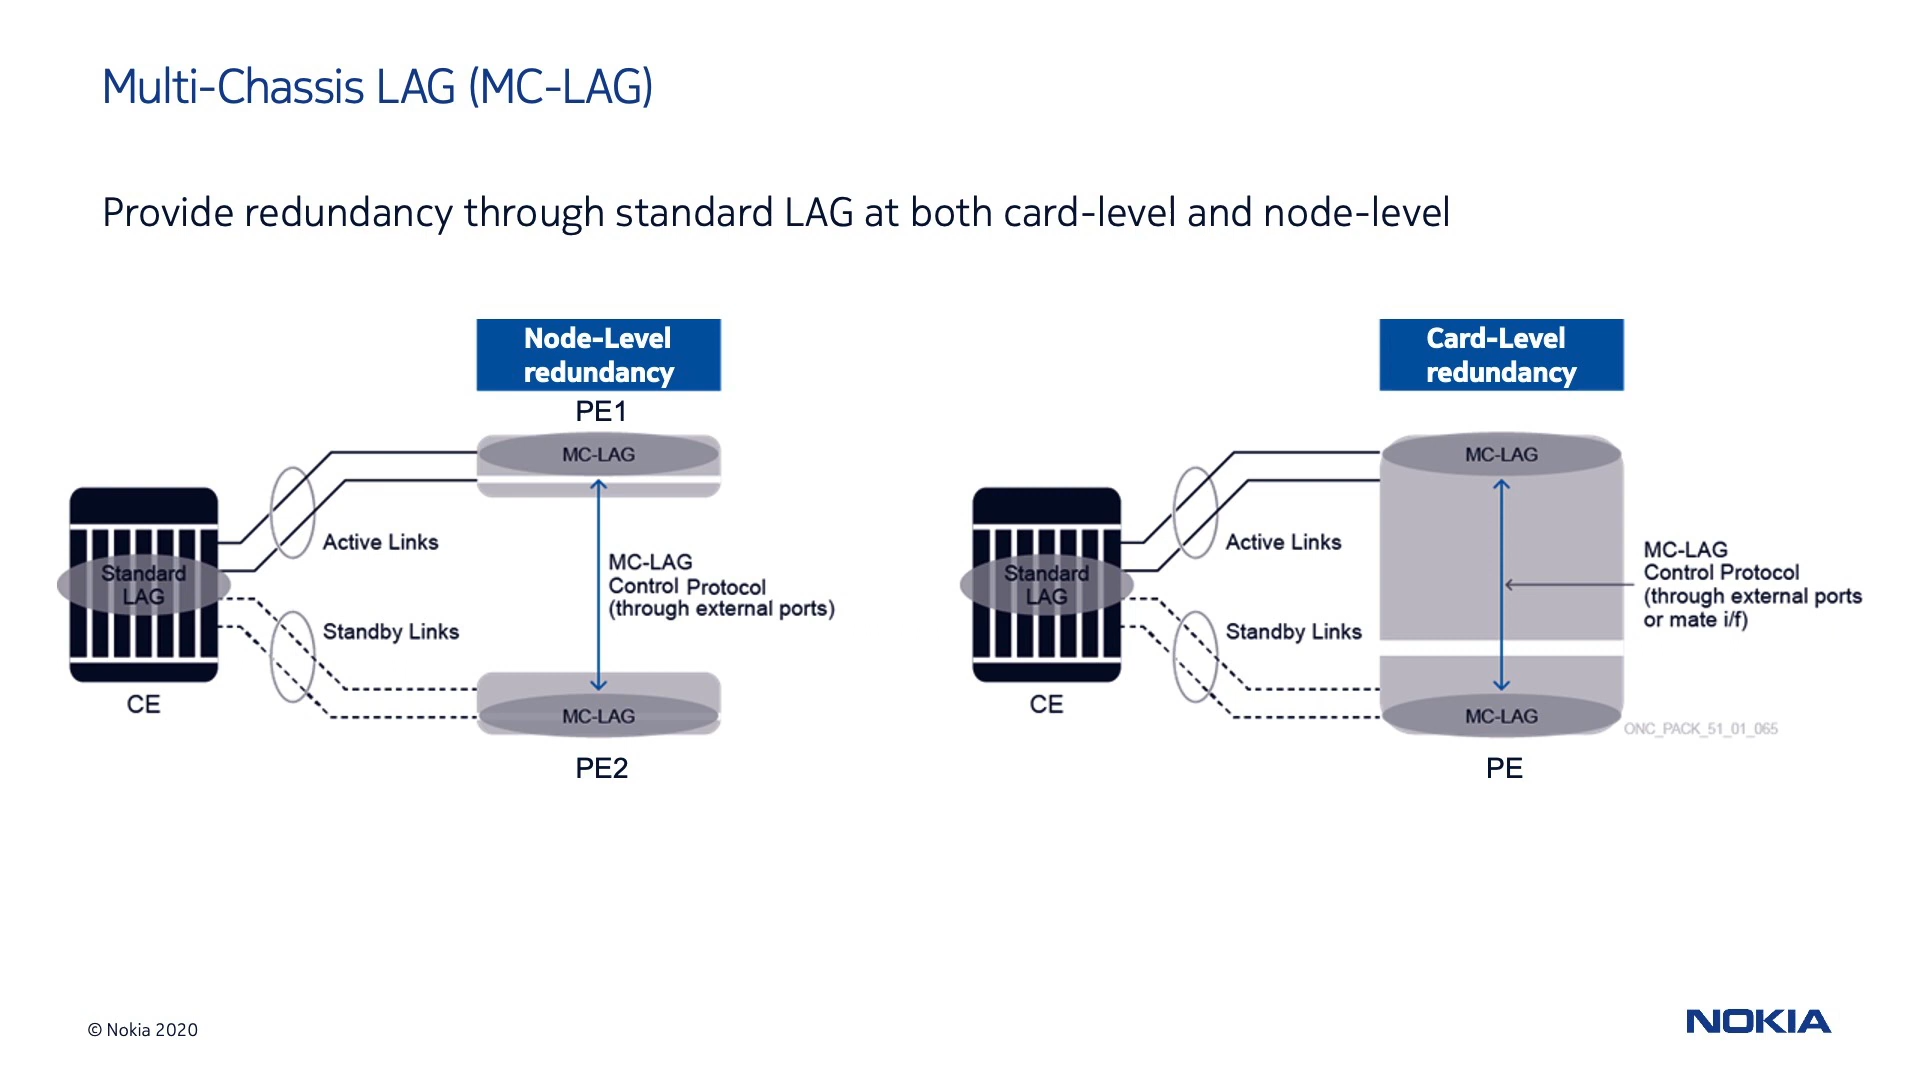 Multi-Chassis LAG (MC-LAG)
Provide redundancy through standard LAG at both card-level and node-level
Node-Level
redundancy
PE1
MC-LAG
Active Links
Standard
LAG
MC-LAG
Control Protocol
(through external ports)
Standby Links
CE
MC-LAG
PE2
Card-Level
redundancy
MC-LAG
Active Links
Standard
LAG
MC-LAG
Control Protocol
(through external ports
or mate i/f)
Standby Links
CE
MC-LAG
ONC_PACK_51_01_065
PE
© Nokia 2020
NOKIA